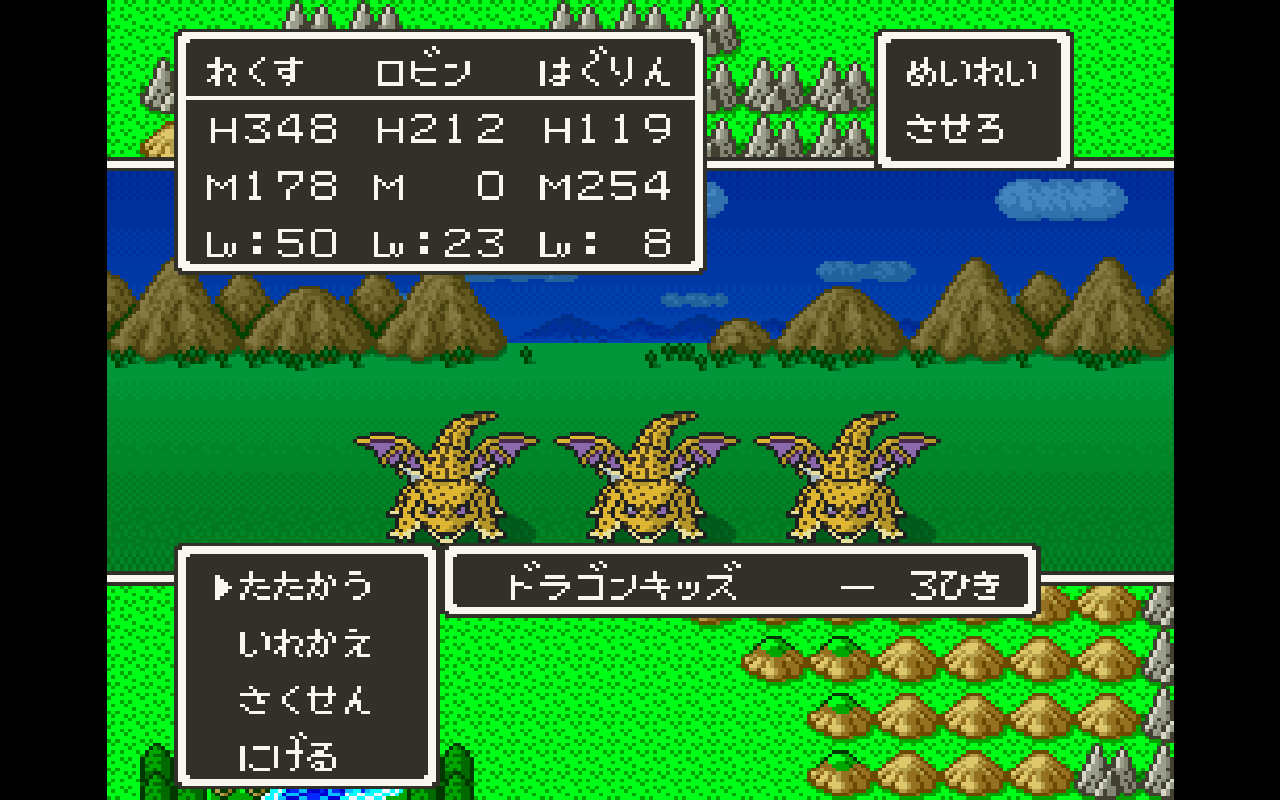 れくす ロビン はぐりん
H348 H212 H119
M178 M 0 M254
Lv:50 Lv:23 Lv: 8
めいれい
させろ
たたかう
いれかえ
さくせん
にげる
ドラゴンキッズ ー 3ひき